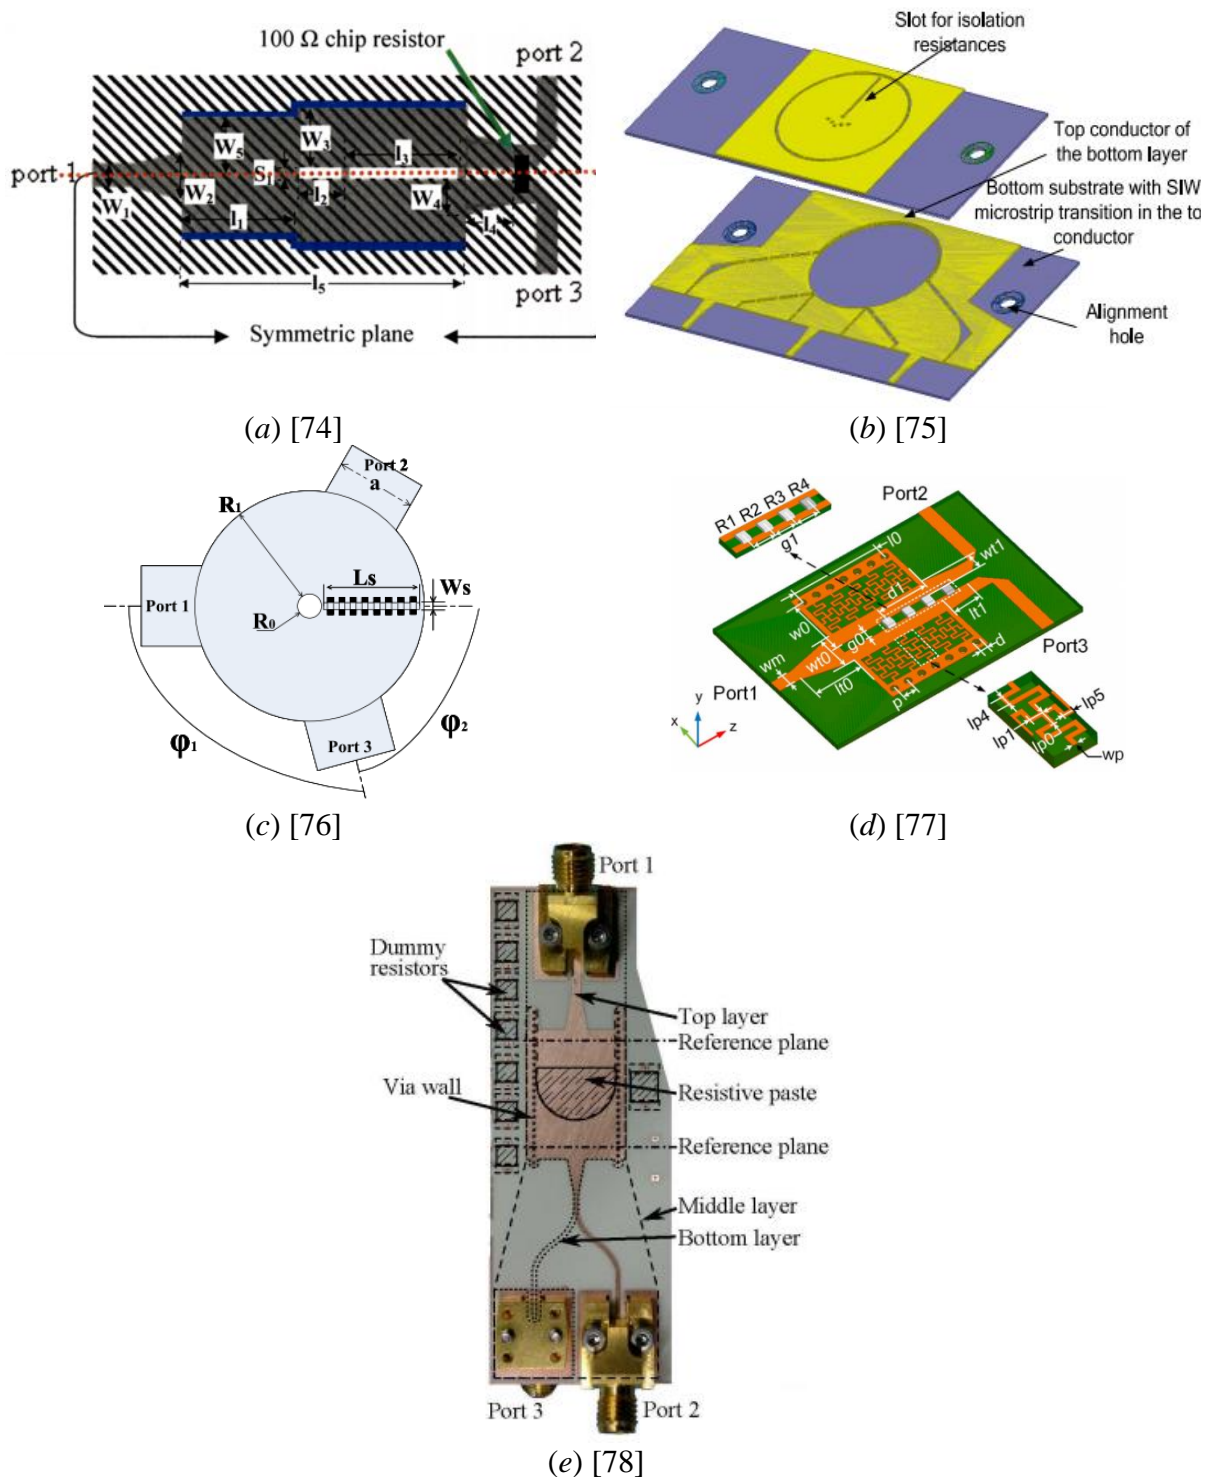 100 Ω chip resistor
port 2
port 1
W₁
W₂
W₅
S₁
W₃
l₁
l₂
l₃
W₄
l₄
l₅
port 3
Symmetric plane
(a) [74]
Slot for isolation
resistances
Top conductor of
the bottom layer
Bottom substrate with SIW
microstrip transition in the to
conductor
Alignment
hole
(b) [75]
Port 2
a
R₁
Ls
Ws
Port 1
R₀
Port 3
φ₁
φ₂
(c) [76]
R1 R2 R3 R4
g1
Port2
l0
wt1
d1
w0
lt1
g0
wt0
wm
lt0
d
Port3
Port1
p
y
x
z
lp4
lp5
lp1
lp0
wp
(d) [77]
Port 1
Dummy
resistors
Top layer
Reference plane
Via wall
Resistive paste
Reference plane
Middle layer
Bottom layer
Port 3
Port 2
(e) [78]